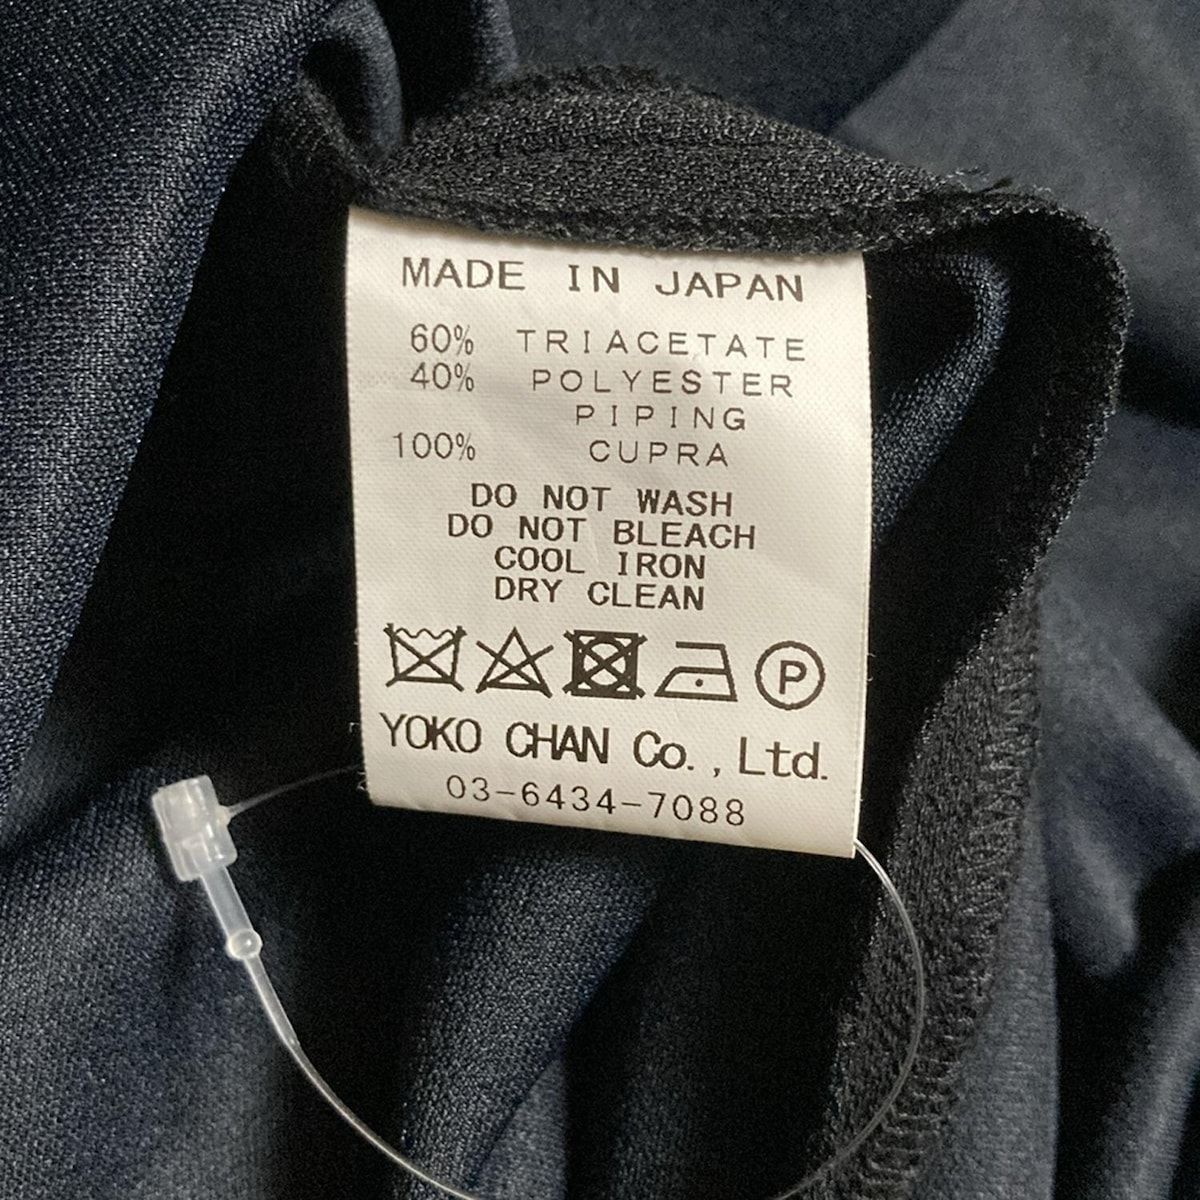 MADE IN JAPAN
60% TRIACETATE
40% POLYESTER
PIPING
100% CUPRA
DO NOT WASH
DO NOT BLEACH
COOL IRON
DRY CLEAN
P
YOKO CHAN Co., Ltd.
03-6434-7088